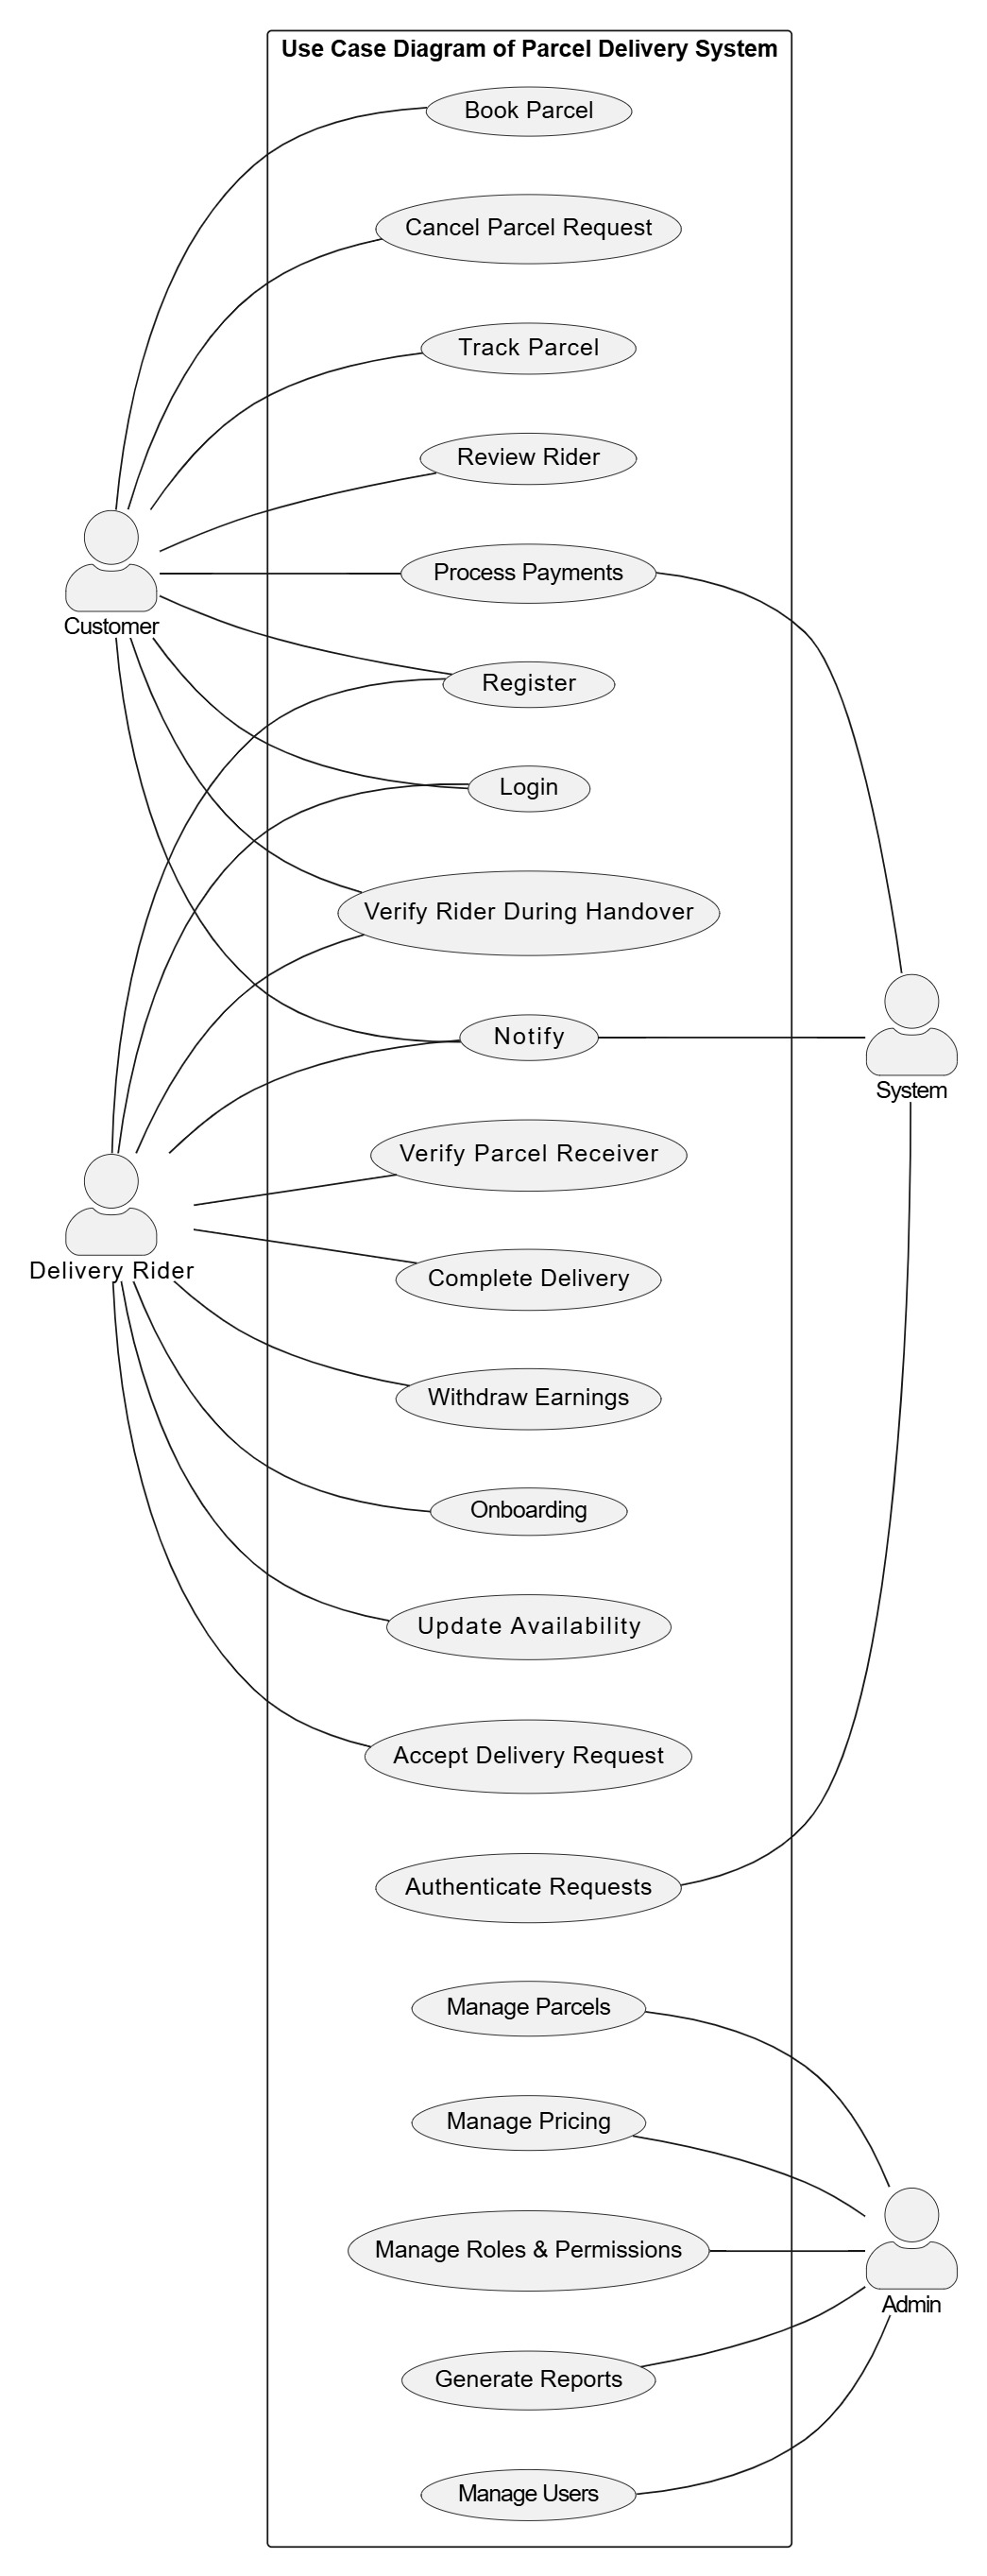 Use Case Diagram of Parcel Delivery System
Book Parcel
Cancel Parcel Request
Track Parcel
Review Rider
Process Payments
Customer
Register
Login
Verify Rider During Handover
Notify
System
Verify Parcel Receiver
Delivery Rider
Complete Delivery
Withdraw Earnings
Onboarding
Update Availability
Accept Delivery Request
Authenticate Requests
Manage Parcels
Manage Pricing
Manage Roles & Permissions
Admin
Generate Reports
Manage Users